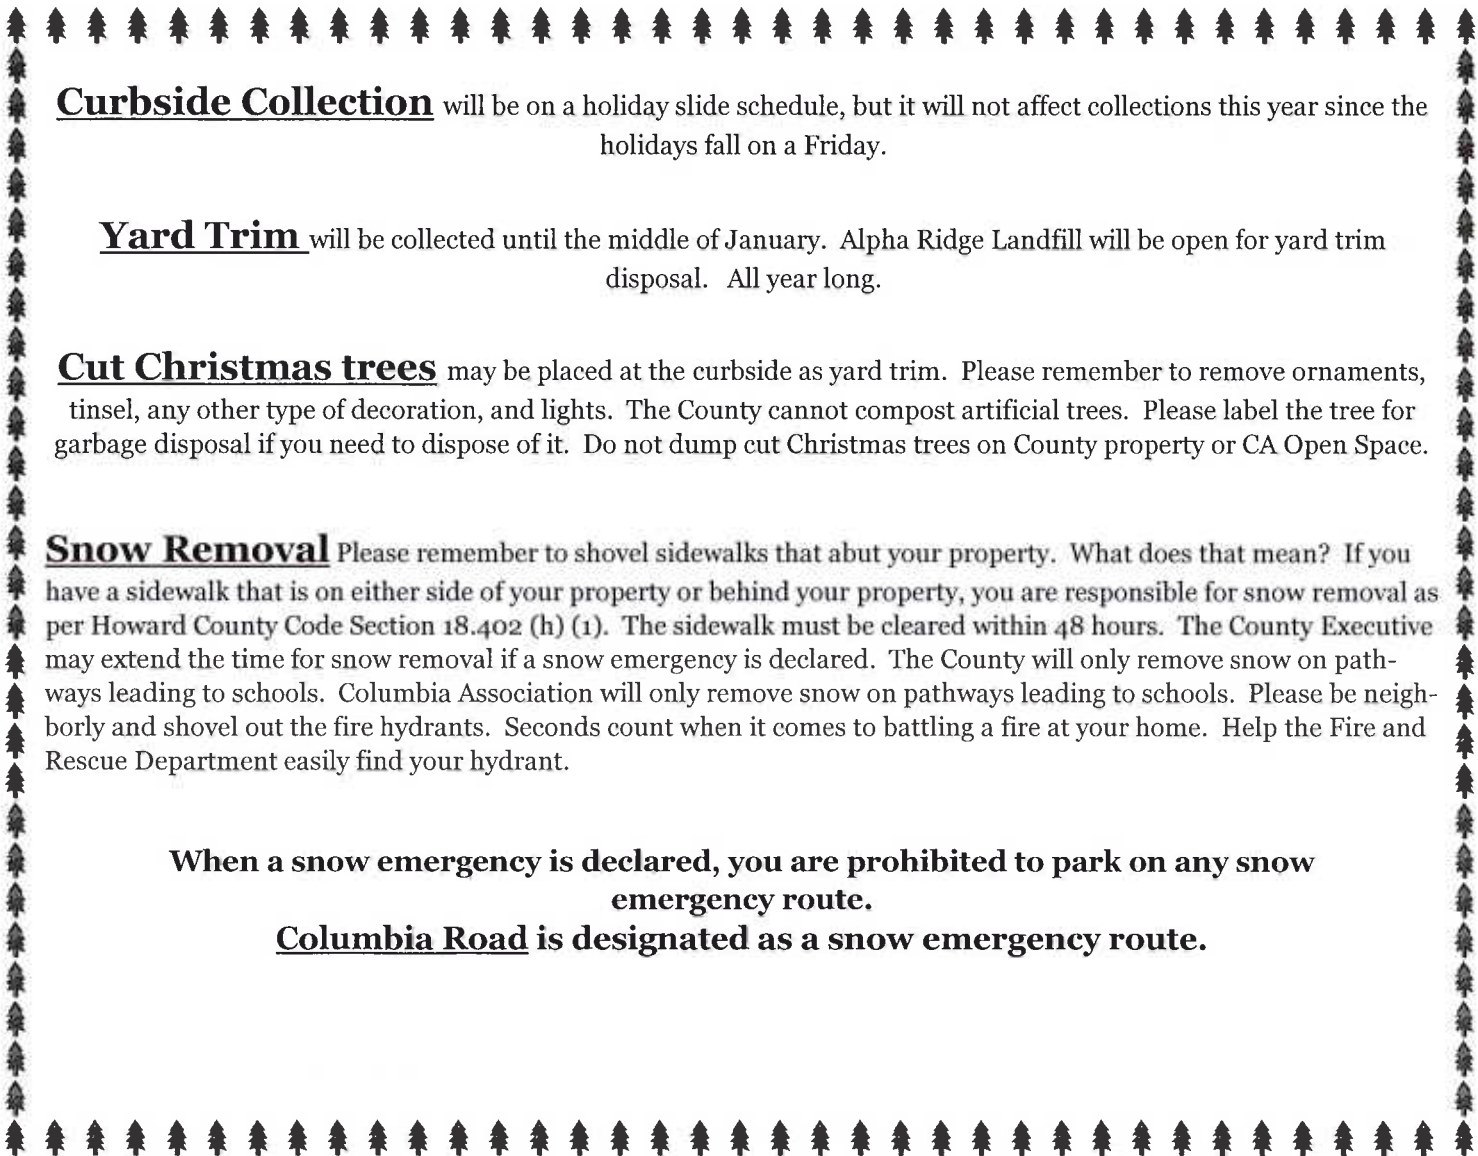 Curbside Collection will be on a holiday slide schedule, but it will not affect collections this year since the
holidays fall on a Friday.
Yard Trim will be collected until the middle of January. Alpha Ridge Landfill will be open for yard trim
disposal. All year long.
Cut Christmas trees may be placed at the curbside as yard trim. Please remember to remove ornaments,
tinsel, any other type of decoration, and lights. The County cannot compost artificial trees. Please label the tree for
garbage disposal if you need to dispose of it. Do not dump cut Christmas trees on County property or CA Open Space.
Snow Removal Please remember to shovel sidewalks that abut your property. What does that mean? If you
have a sidewalk that is on either side of your property or behind your property, you are responsible for snow removal as
per Howard County Code Section 18.402 (h) (1). The sidewalk must be cleared within 48 hours. The County Executive
may extend the time for snow removal if a snow emergency is declared. The County will only remove snow on path-
ways leading to schools. Columbia Association will only remove snow on pathways leading to schools. Please be neigh-
borly and shovel out the fire hydrants. Seconds count when it comes to battling a fire at your home. Help the Fire and
Rescue Department easily find your hydrant.
When a snow emergency is declared, you are prohibited to park on any snow
emergency route.
Columbia Road is designated as a snow emergency route.